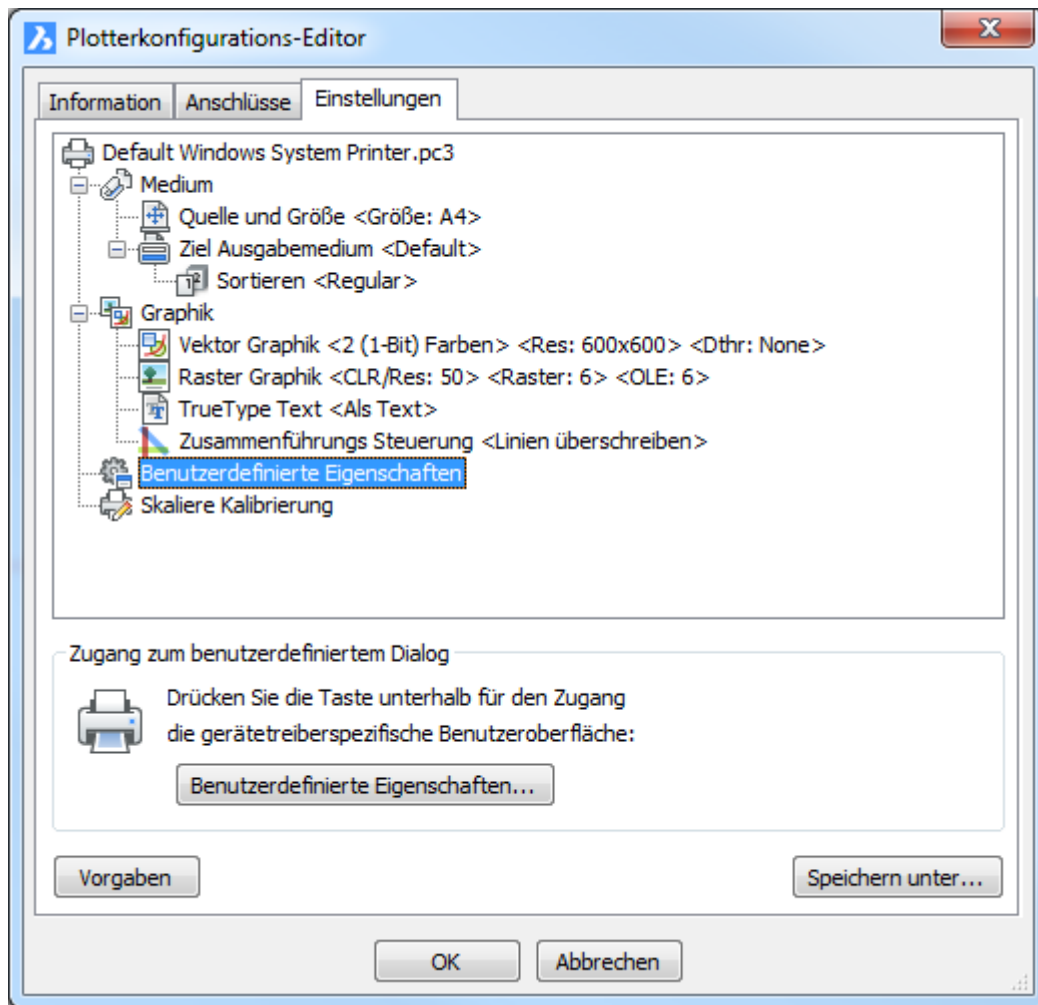 Plotterkonfigurations-Editor
Information Anschlüsse Einstellungen
Default Windows System Printer.pc3
Medium
Quelle und Größe <Größe: A4>
Ziel Ausgabemedium <Default>
Sortieren <Regular>
Graphik
Vektor Graphik <2 (1-Bit) Farben> <Res: 600x600> <Dthr: None>
Raster Graphik <CLR/Res: 50> <Raster: 6> <OLE: 6>
TrueType Text <Als Text>
Zusammenführungs Steuerung <Linien überschreiben>
Benutzerdefinierte Eigenschaften
Skaliere Kalibrierung
Zugang zum benutzerdefiniertem Dialog
Drücken Sie die Taste unterhalb für den Zugang
die gerätetreiberspezifische Benutzeroberfläche:
Benutzerdefinierte Eigenschaften...
Vorgaben Speichern unter...
OK Abbrechen